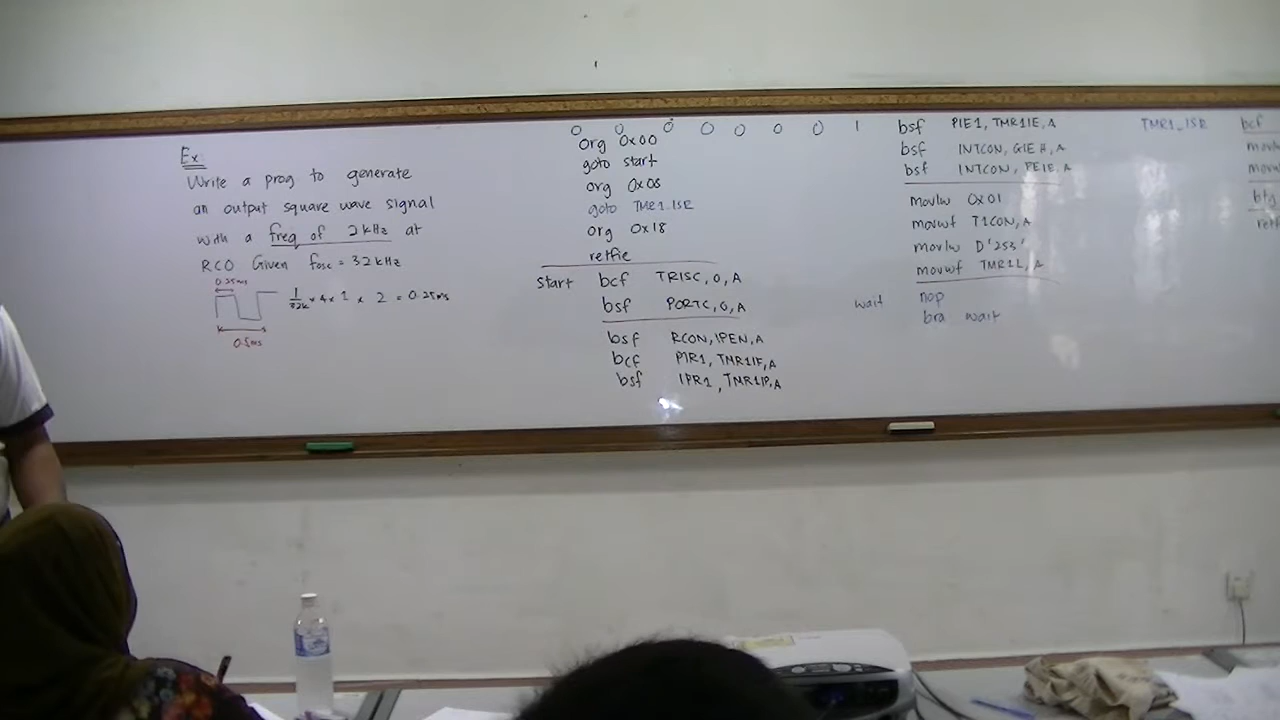 Ex:
Write a prog to generate
an output square wave signal
with a freq of 2kHz at
RC0 Given fosc = 32kHz
0.25ms
1/32k × 4 × 1 × 2 = 0.25ms
0.5ms
0 0 0 0 0 0 0 1
org 0x00
goto start
org 0x08
goto TMR1_ISR
org 0x18
retfie
start bcf TRISC, 0, A
bsf PORTC, 0, A
bsf RCON, IPEN, A
bcf PIR1, TMR1IF, A
bsf IPR1, TMR1IP, A
bsf PIE1, TMR1IE, A
bsf INTCON, GIEH, A
bsf INTCON, PEIE, A
movlw 0x01
movwf T1CON, A
movlw D'253'
movwf TMR1L, A
wait nop
bra wait
TMR1_ISR bcf
btg